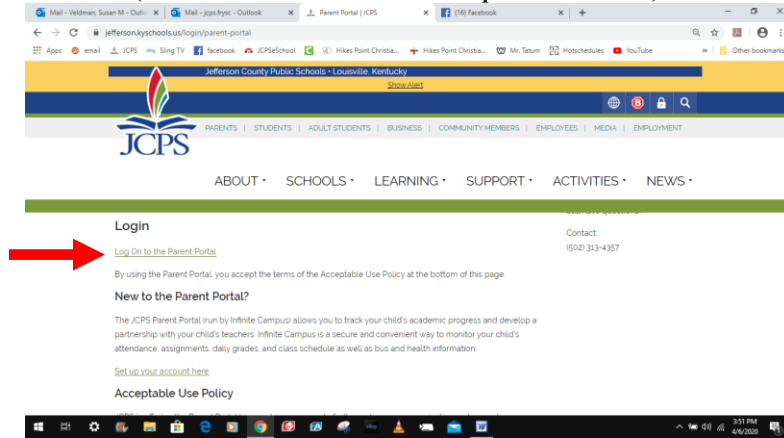 Mail - Veldman, Susan M - Outlo
Mail - jcps.frysc - Outlook
Parent Portal | JCPS
(16) Facebook
jefferson.kyschools.us/login/parent-portal
Apps
email
JCPS
Sling TV
facebook
JCPSeSchool
Hikes Point Christia...
Hikes Point Christia...
Mr. Tatum
Hotschedules
YouTube
»
Other bookmarks
Jefferson County Public Schools • Louisville, Kentucky
Show Alert
JCPS
PARENTS | STUDENTS | ADULT STUDENTS | BUSINESS | COMMUNITY MEMBERS | EMPLOYEES | MEDIA | EMPLOYMENT
ABOUT • SCHOOLS • LEARNING • SUPPORT • ACTIVITIES • NEWS •
Login
Log On to the Parent Portal
By using the Parent Portal, you accept the terms of the Acceptable Use Policy at the bottom of this page.
New to the Parent Portal?
The JCPS Parent Portal (run by Infinite Campus) allows you to track your child's academic progress and develop a
partnership with your child's teachers. Infinite Campus is a secure and convenient way to monitor your child's
attendance, assignments, daily grades, and class schedule as well as bus and health information.
Set up your account here.
Acceptable Use Policy
Contact:
(502) 313-4357
3:51 PM
4/6/2020